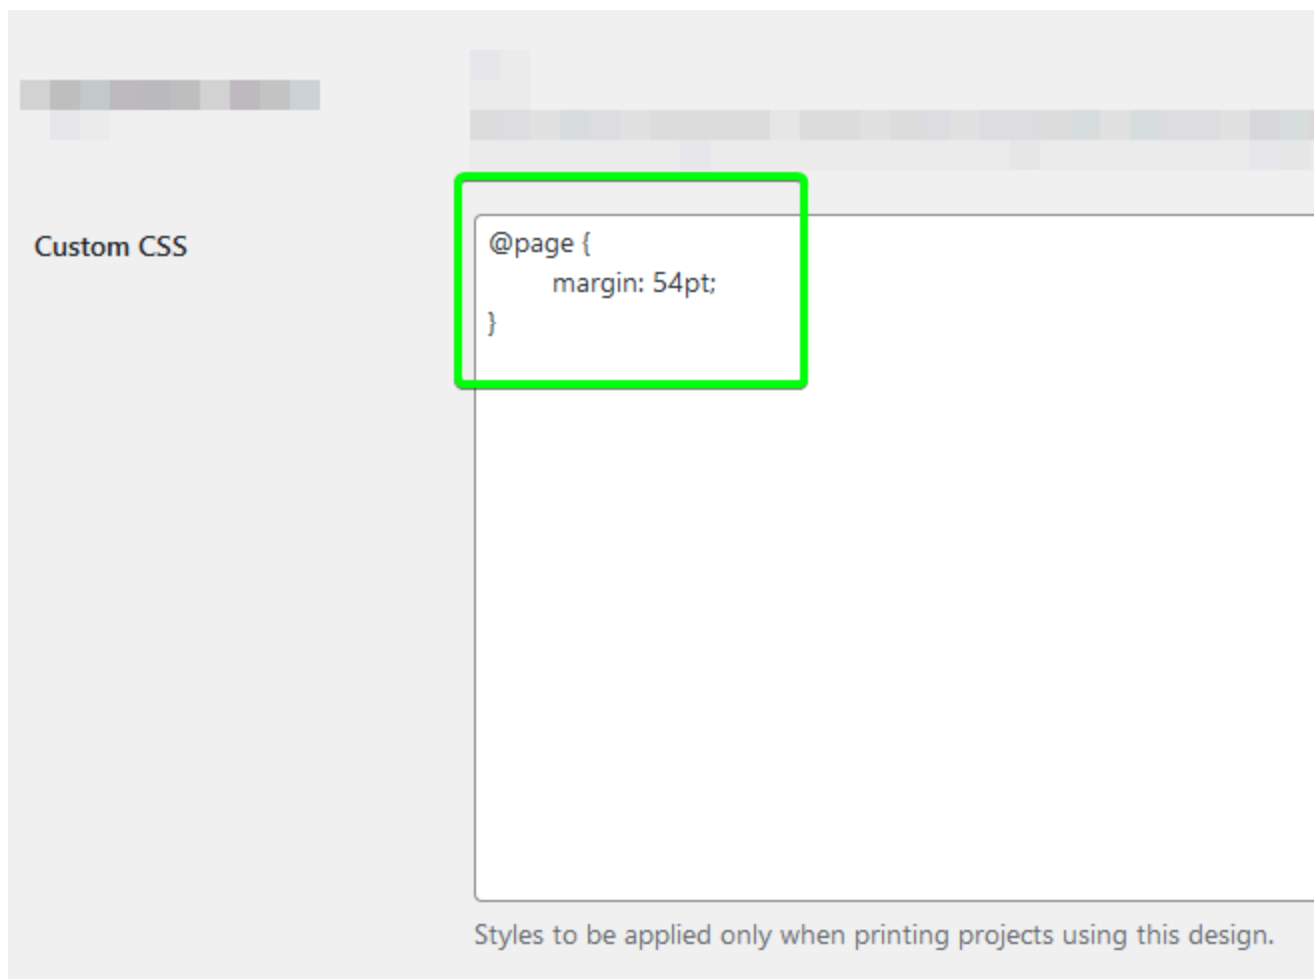 Custom CSS
@page {
margin: 54pt;
}
Styles to be applied only when printing projects using this design.